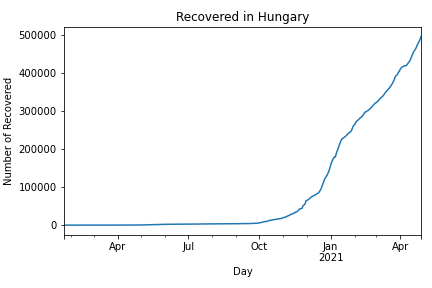 Recovered in Hungary
Number of Recovered
500000
400000
300000
200000
100000
0
Apr Jul Oct Jan Apr
2021
Day